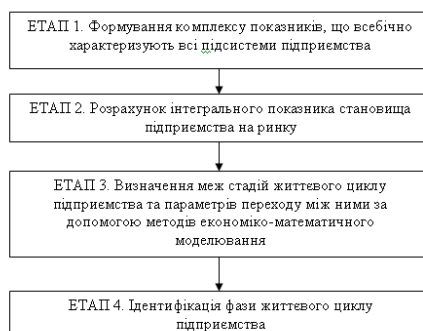 ЕТАП 1. Формування комплексу показників, що всебічно
характеризують всі підсистеми підприємства
ЕТАП 2. Розрахунок інтегрального показника становища
підприємства на ринку
ЕТАП 3. Визначення меж стадій життєвого циклу
підприємства та параметрів переходу між ними за
допомогою методів економіко-математичного
моделювання
ЕТАП 4. Ідентифікація фази життєвого циклу
підприємства